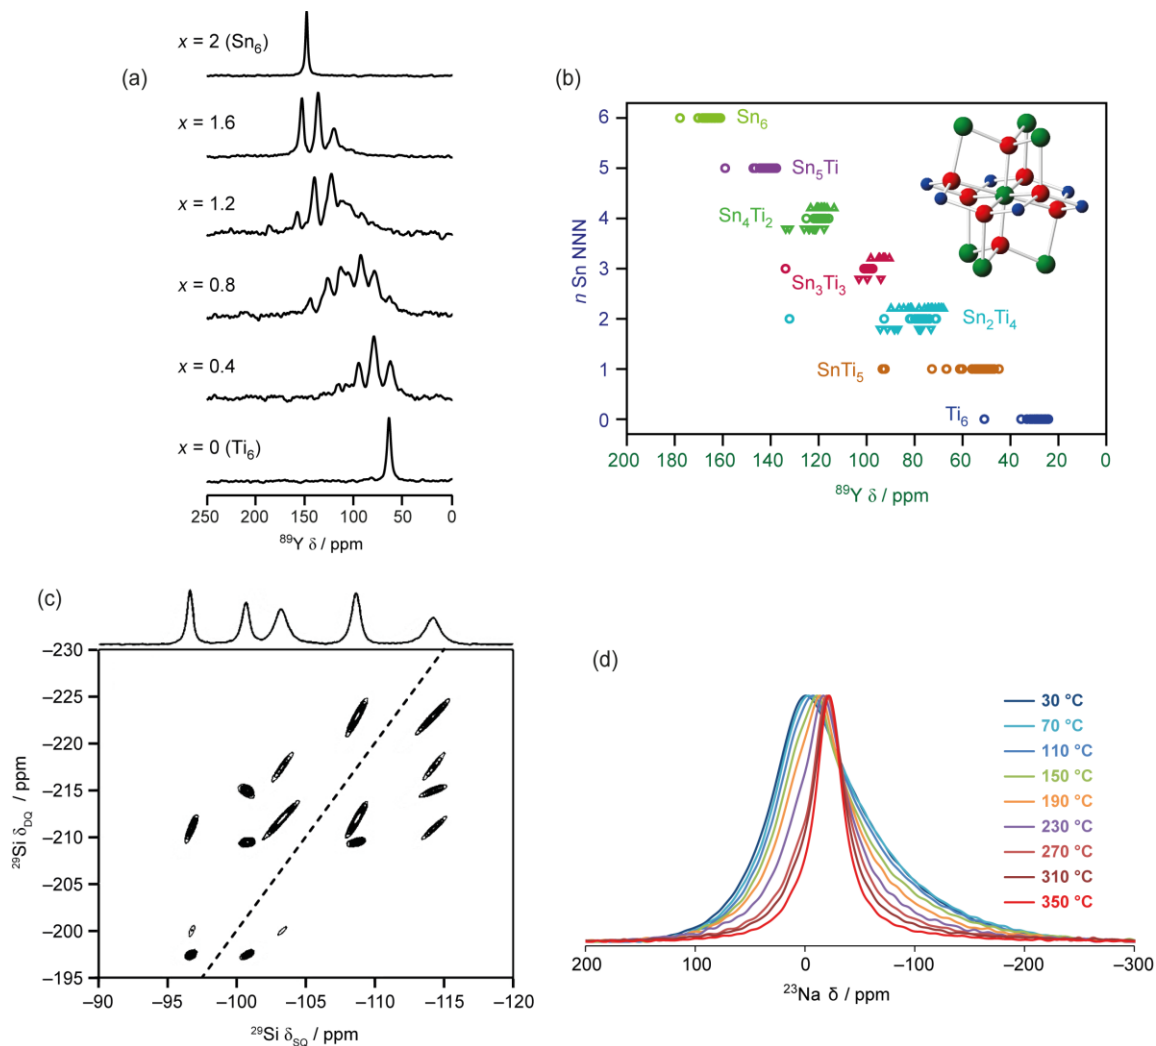 (a)
x = 2 (Sn6)
x = 1.6
x = 1.2
x = 0.8
x = 0.4
x = 0 (Ti6)
250 200 150 100 50 0
89Y δ / ppm
(b)
n Sn NNN
6
5
4
3
2
1
0
Sn6
Sn5Ti
Sn4Ti2
Sn3Ti3
Sn2Ti4
SnTi5
Ti6
200 180 160 140 120 100 80 60 40 20 0
89Y δ / ppm
(c)
29Si δDQ / ppm
–230
–225
–220
–215
–210
–205
–200
–195
–90 –95 –100 –105 –110 –115 –120
29Si δSQ / ppm
(d)
30 °C
70 °C
110 °C
150 °C
190 °C
230 °C
270 °C
310 °C
350 °C
200 100 0 –100 –200 –300
23Na δ / ppm